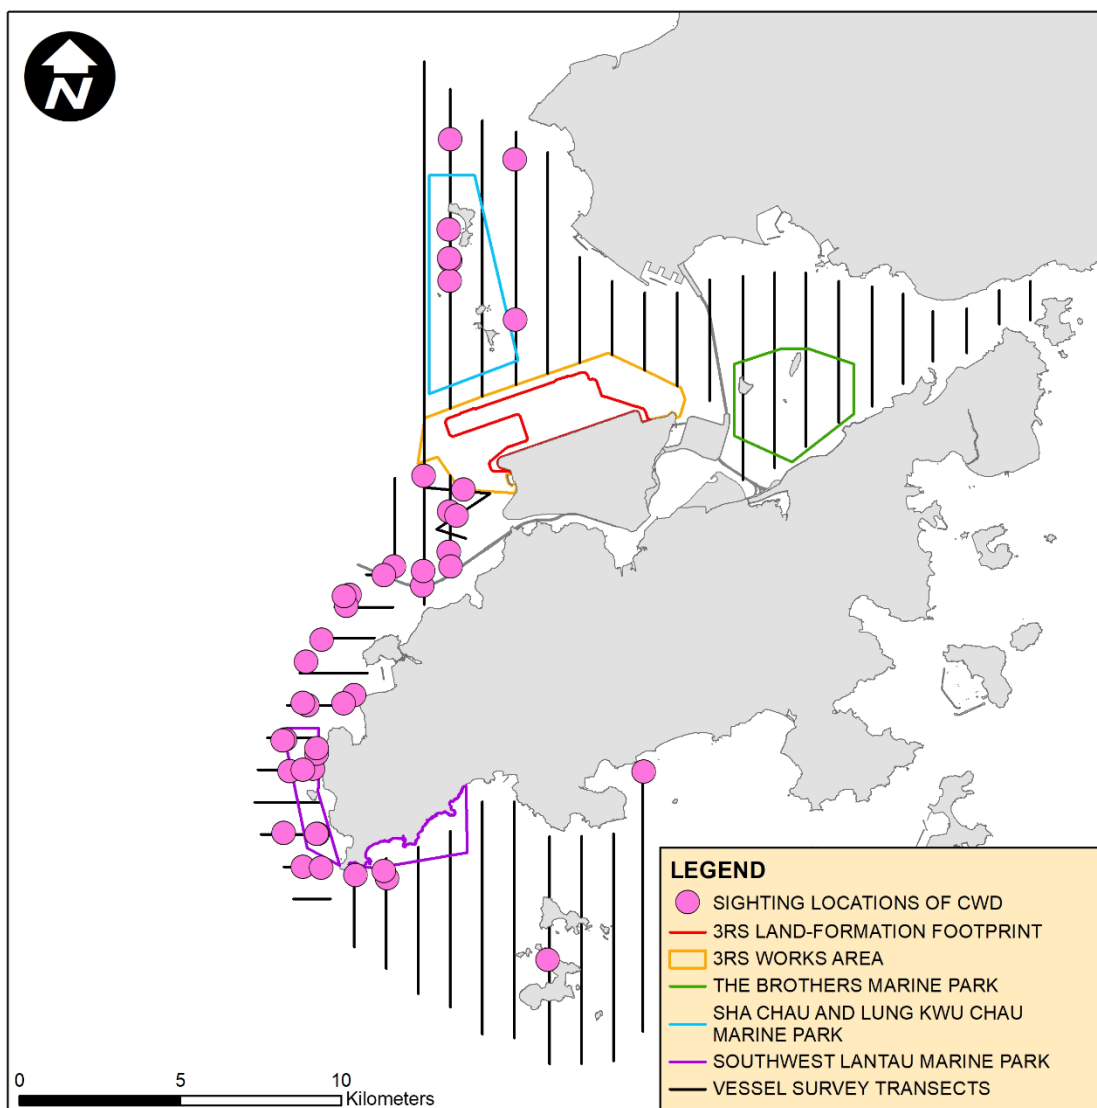 N
LEGEND
SIGHTING LOCATIONS OF CWD
3RS LAND-FORMATION FOOTPRINT
3RS WORKS AREA
THE BROTHERS MARINE PARK
SHA CHAU AND LUNG KWU CHAU
MARINE PARK
SOUTHWEST LANTAU MARINE PARK
VESSEL SURVEY TRANSECTS
0 5 10
Kilometers